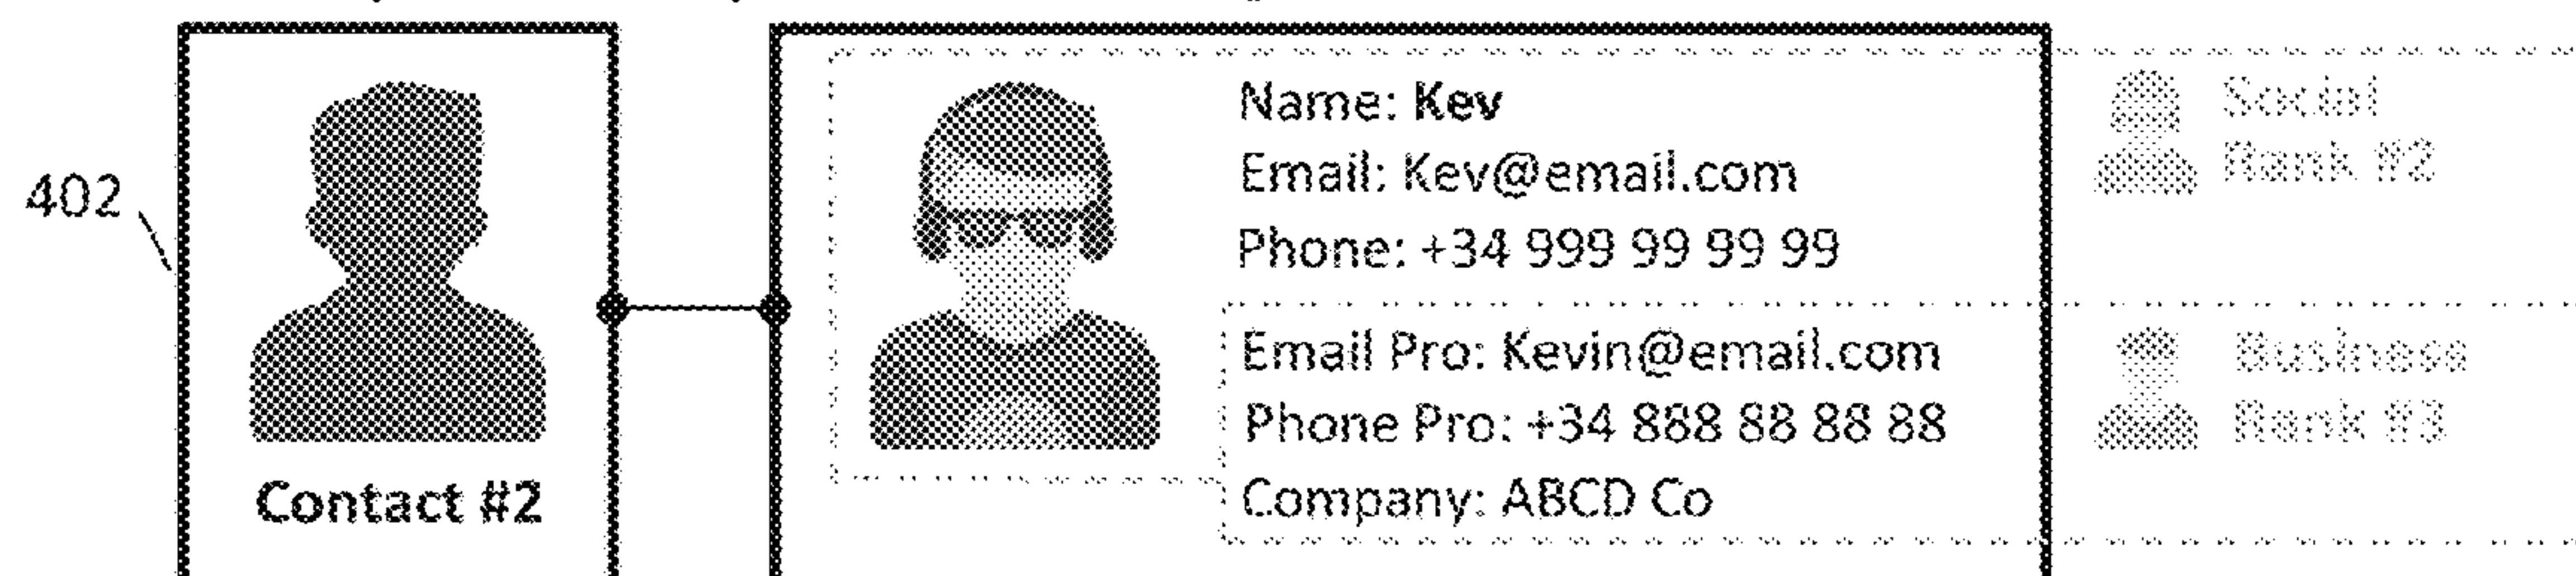 402
Contact #2
Name: Kev
Email: Kev@email.com
Phone: +34 999 99 99 99
Email Pro: Kevin@email.com
Phone Pro: +34 888 88 88 88
Company: ABCD Co
Social
Rank #2
Business
Rank #3